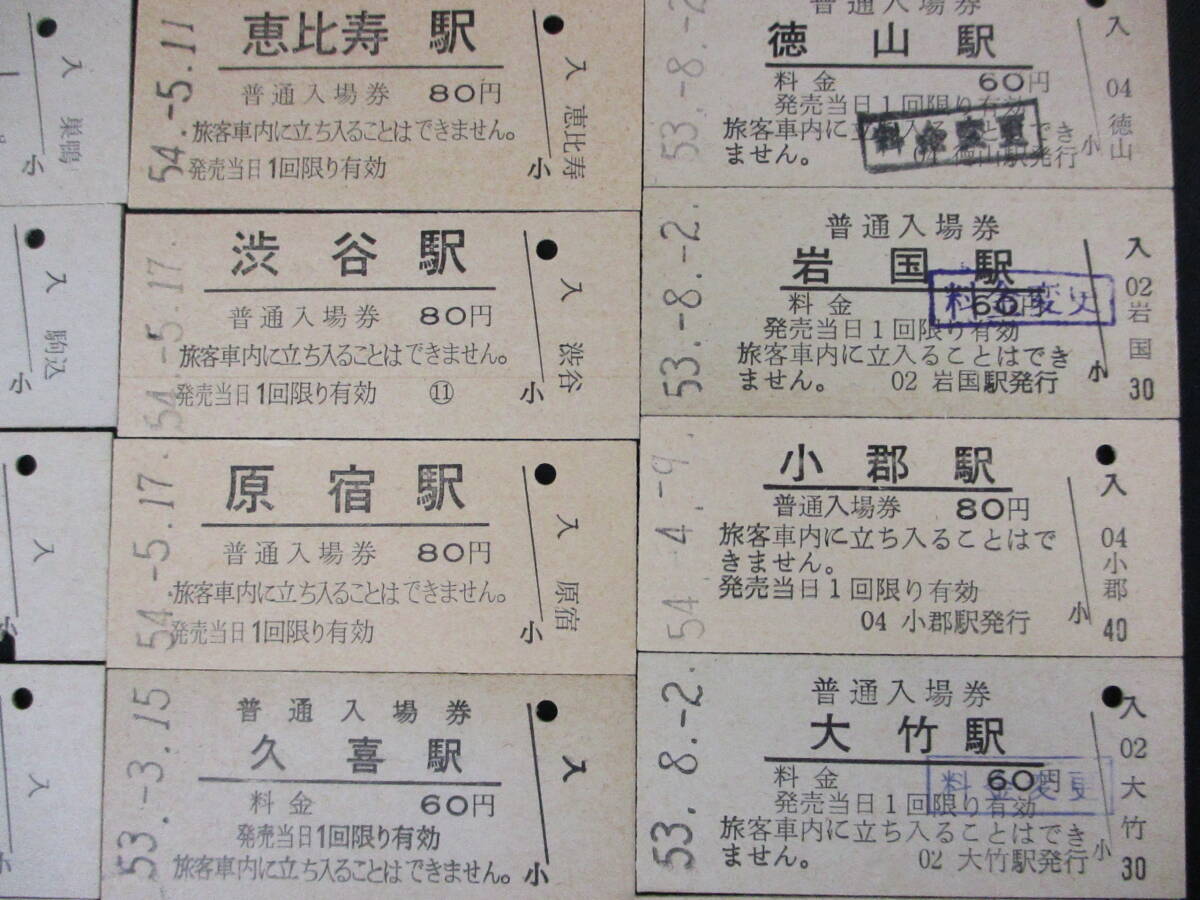 入
巣鴨
小
入
駒込
小
入
小
入
小
54.-5.11
恵比寿 駅
普通入場券 80円
旅客車内に立ち入ることはできません。
発売当日1回限り有効
入
恵比寿
小
54.-5.17
渋谷駅
普通入場券 80円
旅客車内に立ち入ることはできません。
発売当日1回限り有効 ⑪
入
渋谷
小
54.-5.17
原宿駅
普通入場券 80円
旅客車内に立ち入ることはできません。
発売当日1回限り有効
入
原宿
小
53.-3.15
普通入場券
久喜駅
料金 60円
発売当日1回限り有効
旅客車内に立ち入ることはできません。
入
小
53.-8.-2
普通入場券
徳山駅
料金 60円
発売当日1回限り有効
旅客車内に立ち入ることはでき
ません。
04 徳山駅発行
料金変更
入
04
徳山
小
53.-8.-2.
普通入場券
岩国駅
料金 60円
発売当日1回限り有効
旅客車内に立入ることはでき
ません。 02 岩国駅発行
料金変更
入
02
岩国
30
小
54.-4.-9.
小郡駅
普通入場券 80円
旅客車内に立ち入ることはで
きません。
発売当日1回限り有効
04 小郡駅発行
入
04
小郡
40
小
53.-8.-2.
普通入場券
大竹駅
料金 60円
発売当日1回限り有効
旅客車内に立ち入ることはでき
ません。 02 大竹駅発行
料金変更
入
02
大竹
30
小